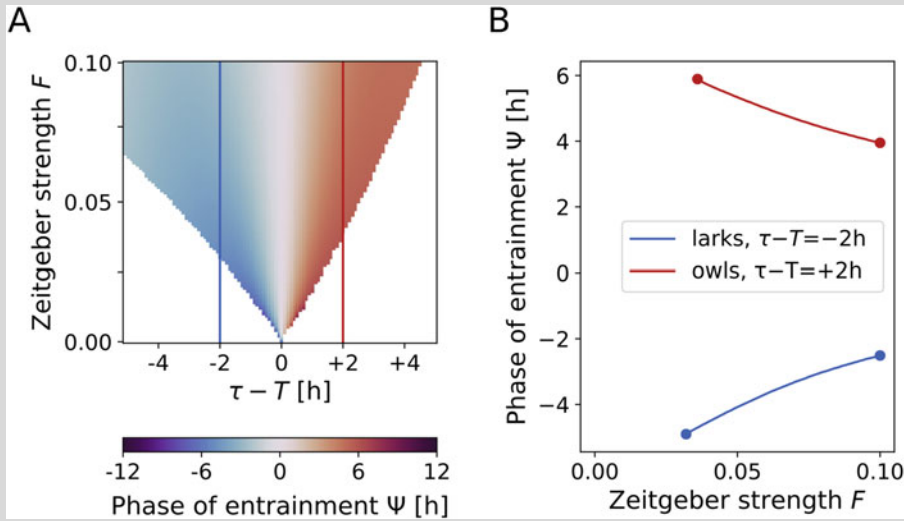 A
Zeitgeber strength F
0.10
0.05
0.00
-4
-2
0
+2
+4
τ − T [h]
-12
-6
0
6
12
Phase of entrainment Ψ [h]
B
Phase of entrainment Ψ [h]
6
4
2
0
−2
−4
larks, τ−T=−2h
owls, τ−T=+2h
0.00
0.05
0.10
Zeitgeber strength F